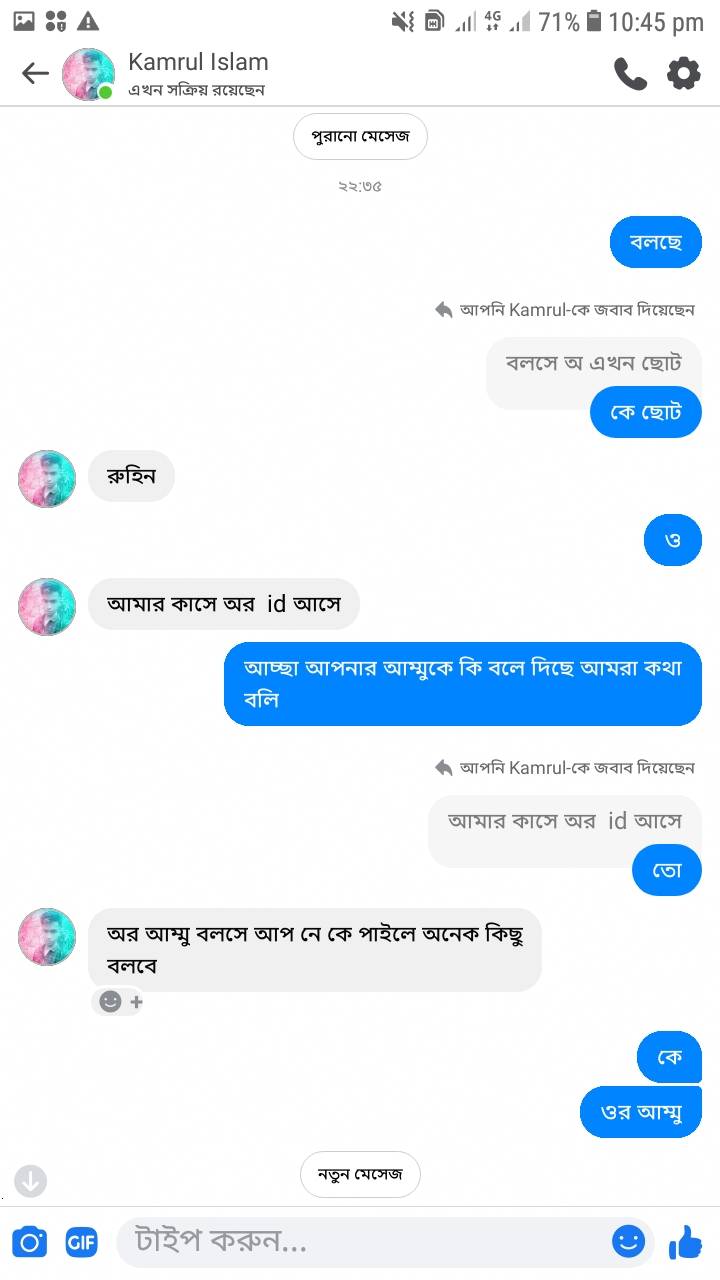 4G 71% 10:45 pm
Kamrul Islam
এখন সক্রিয় রয়েছেন
পুরানো মেসেজ
২২:৩৫
বলছে
আপনি Kamrul-কে জবাব দিয়েছেন
বলসে অ এখন ছোট
কে ছোট
রুহিন
ও
আমার কাসে অর id আসে
আচ্ছা আপনার আম্মুকে কি বলে দিছে আমরা কথা
বলি
আপনি Kamrul-কে জবাব দিয়েছেন
আমার কাসে অর id আসে
তো
অর আম্মু বলসে আপ নে কে পাইলে অনেক কিছু
বলবে
কে
ওর আম্মু
নতুন মেসেজ
GIF টাইপ করুন...